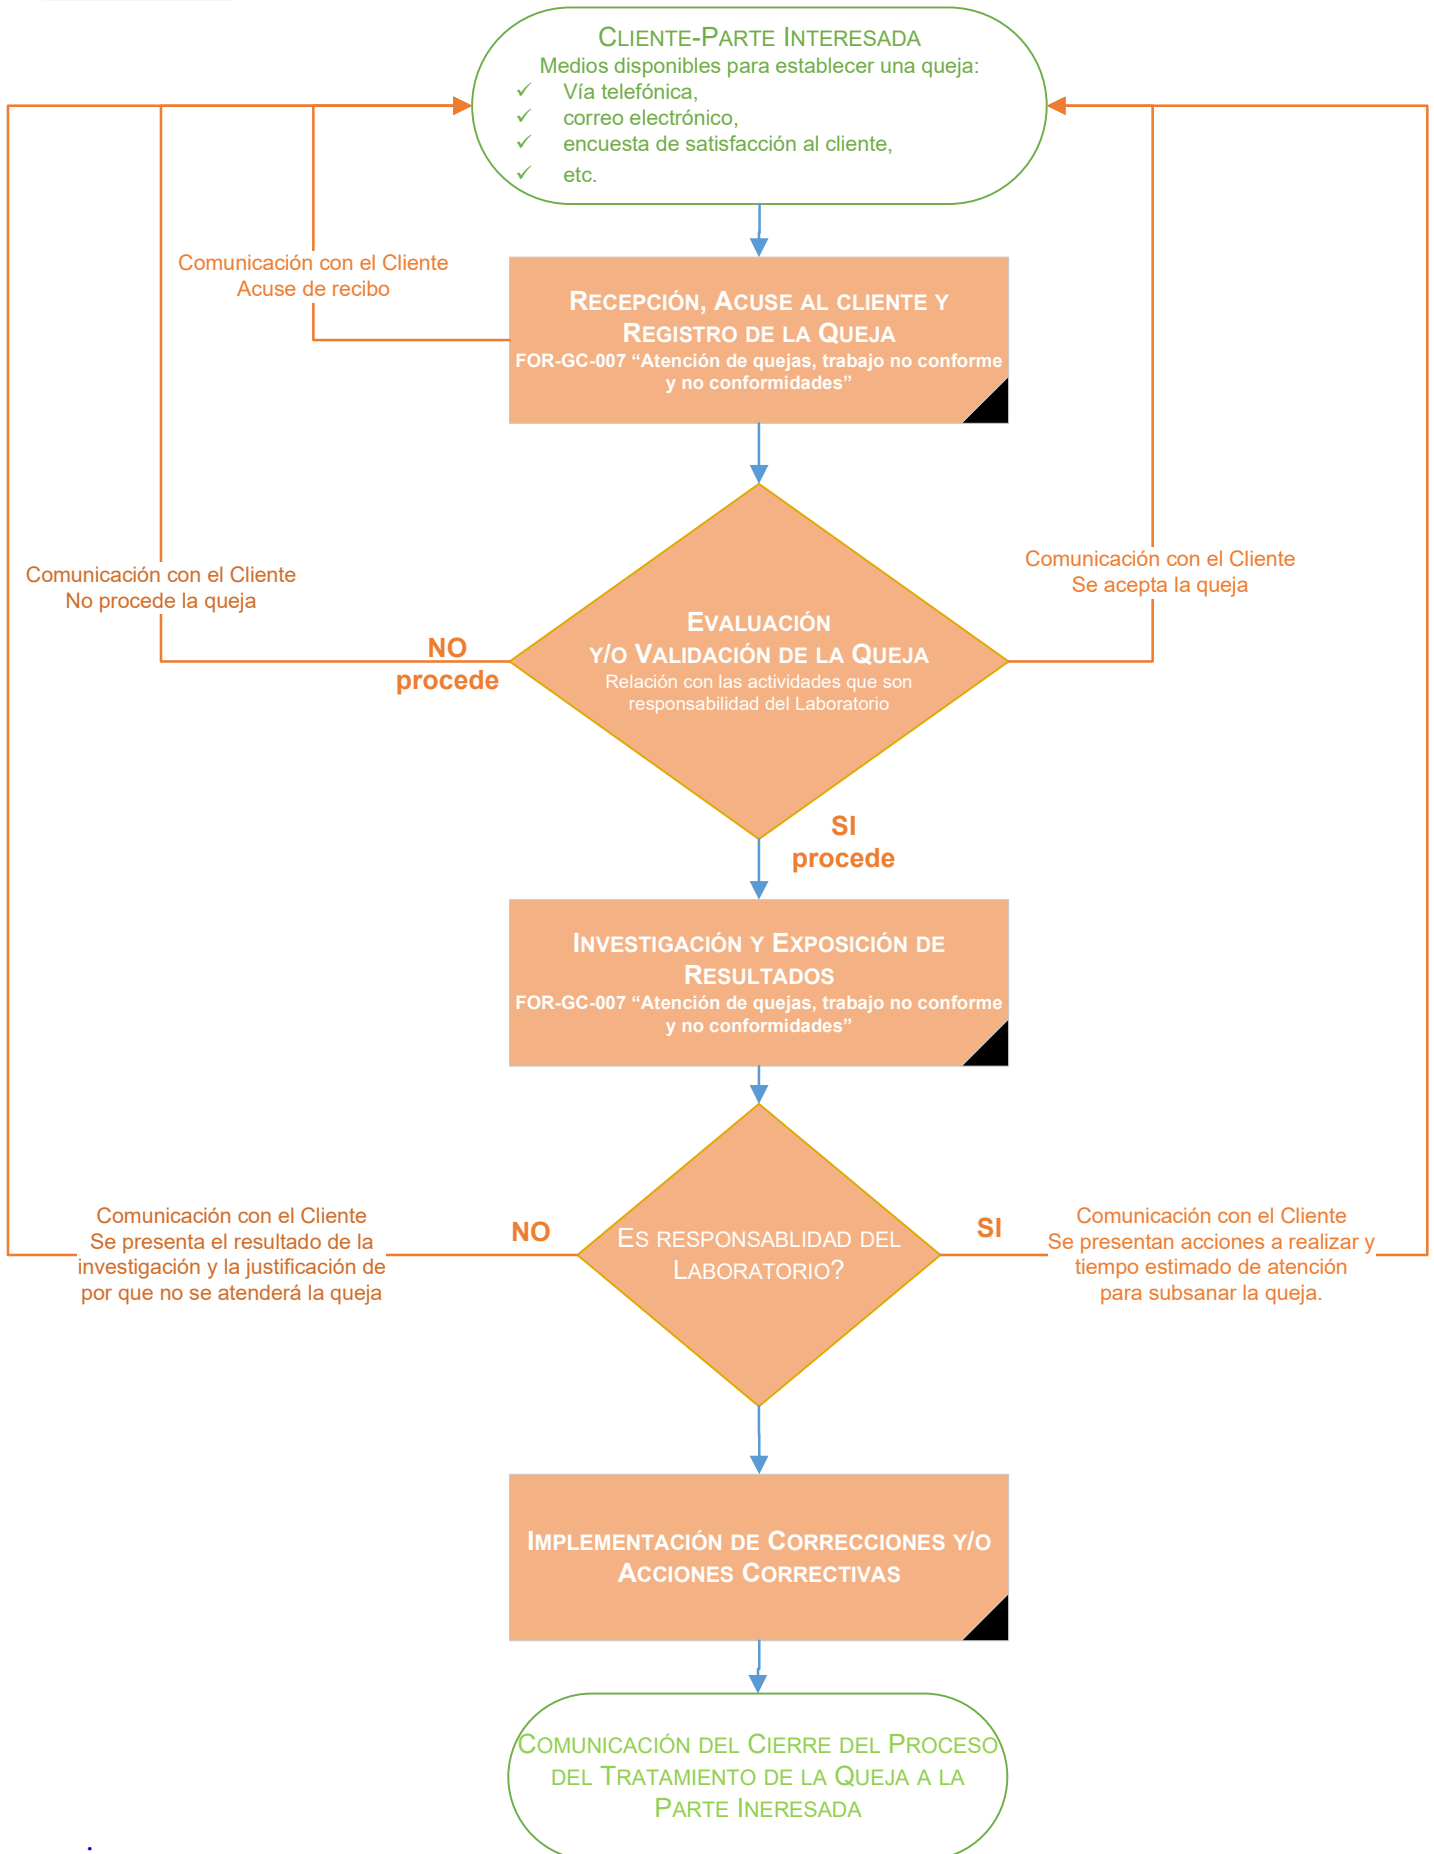 CLIENTE-PARTE INTERESADA
Medios disponibles para establecer una queja:
✓ Vía telefónica,
✓ correo electrónico,
✓ encuesta de satisfacción al cliente,
✓ etc.
Comunicación con el Cliente
Acuse de recibo
RECEPCIÓN, ACUSE AL CLIENTE Y
REGISTRO DE LA QUEJA
FOR-GC-007 “Atención de quejas, trabajo no conforme
y no conformidades”
Comunicación con el Cliente
No procede la queja
NO
procede
EVALUACIÓN
Y/O VALIDACIÓN DE LA QUEJA
Relación con las actividades que son
responsabilidad del Laboratorio
Comunicación con el Cliente
Se acepta la queja
SI
procede
INVESTIGACIÓN Y EXPOSICIÓN DE
RESULTADOS
FOR-GC-007 “Atención de quejas, trabajo no conforme
y no conformidades”
Comunicación con el Cliente
Se presenta el resultado de la
investigación y la justificación de
por que no se atenderá la queja
NO
ES RESPONSABLIDAD DEL
LABORATORIO?
SI
Comunicación con el Cliente
Se presentan acciones a realizar y
tiempo estimado de atención
para subsanar la queja.
IMPLEMENTACIÓN DE CORRECCIONES Y/O
ACCIONES CORRECTIVAS
COMUNICACIÓN DEL CIERRE DEL PROCESO
DEL TRATAMIENTO DE LA QUEJA A LA
PARTE INERESADA
.